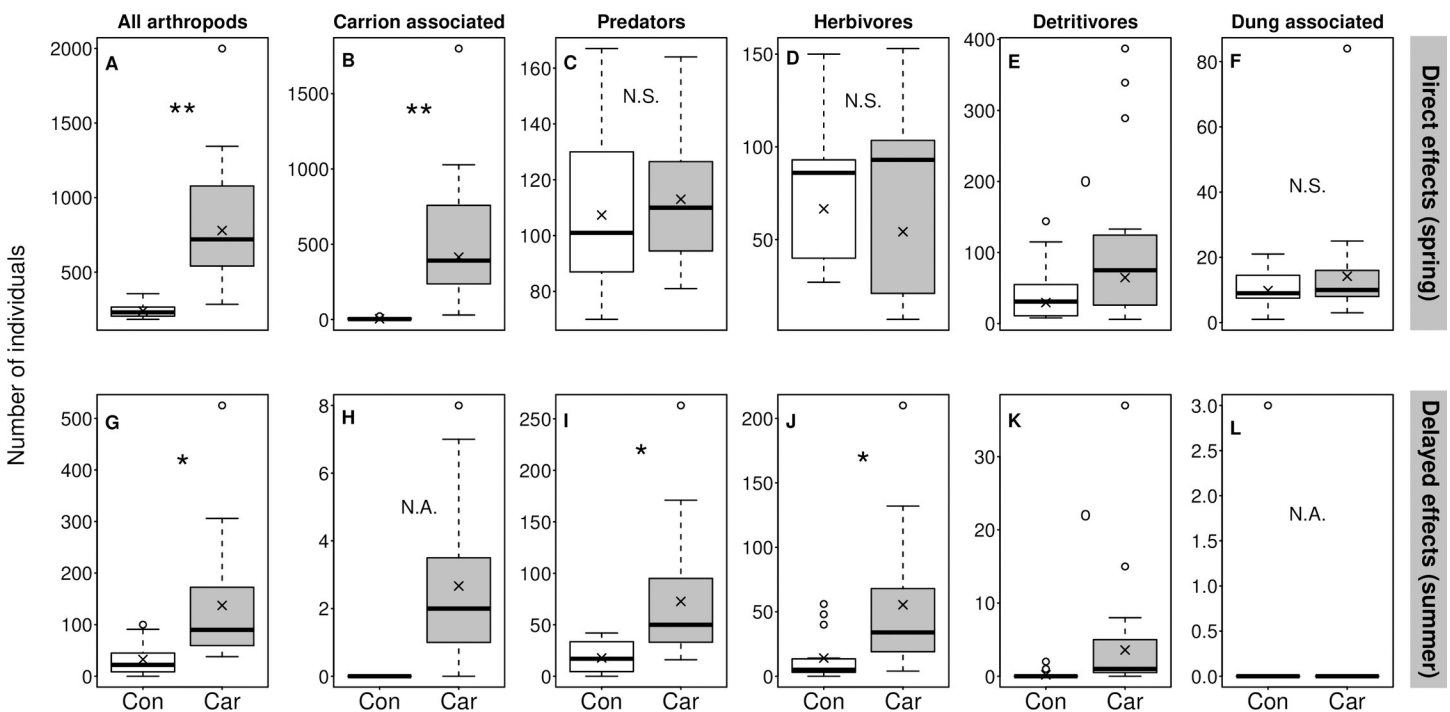 All arthropods Carrion associated Predators Herbivores Detritivores Dung associated
Number of individuals
A
2000
1500
1000
500
**
B
1500
1000
500
0
**
C
160
140
120
100
80
N.S.
D
150
100
50
N.S.
E
400
300
200
100
0
F
80
60
40
20
0
N.S.
Direct effects (spring)
G
500
400
300
200
100
0
*
H
8
6
4
2
0
N.A.
I
250
200
150
100
50
0
*
J
200
150
100
50
0
*
K
30
20
10
0
L
3.0
2.5
2.0
1.5
1.0
0.5
0.0
N.A.
Delayed effects (summer)
Con Car Con Car Con Car Con Car Con Car Con Car